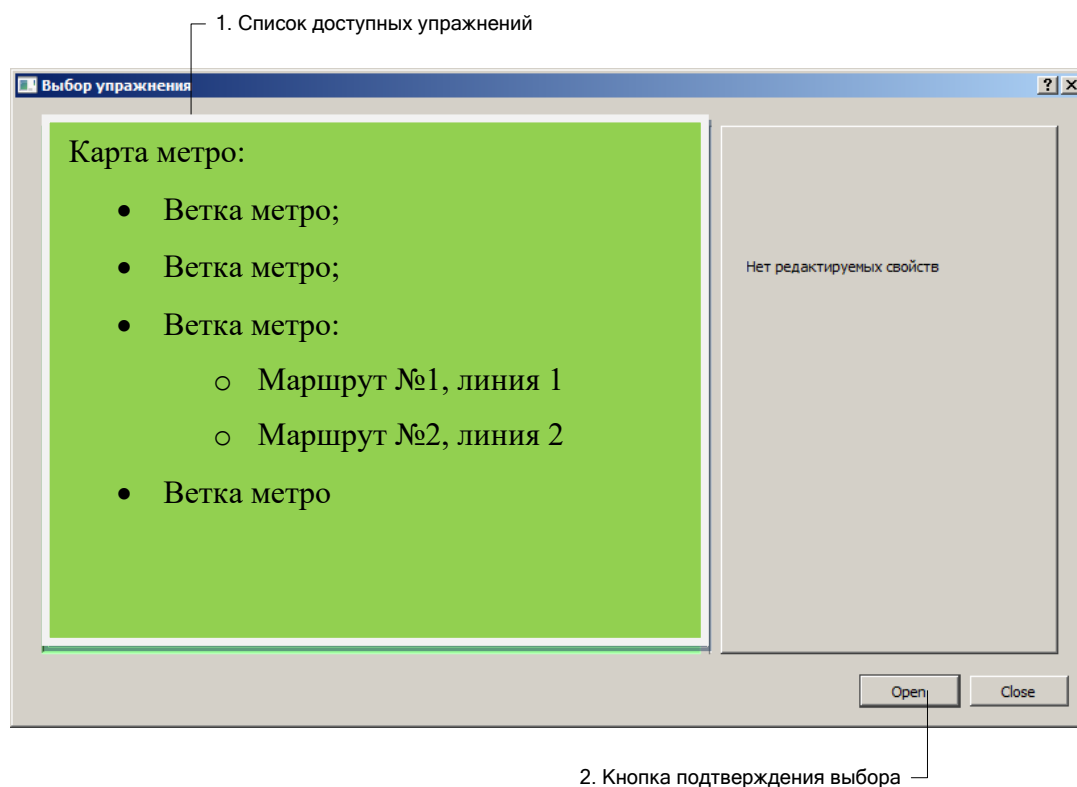 1. Список доступных упражнений
Выбор упражнения
Карта метро:
• Ветка метро;
• Ветка метро;
Нет редактируемых свойств
• Ветка метро:
o Маршрут №1, линия 1
o Маршрут №2, линия 2
• Ветка метро
Open
Close
2. Кнопка подтверждения выбора